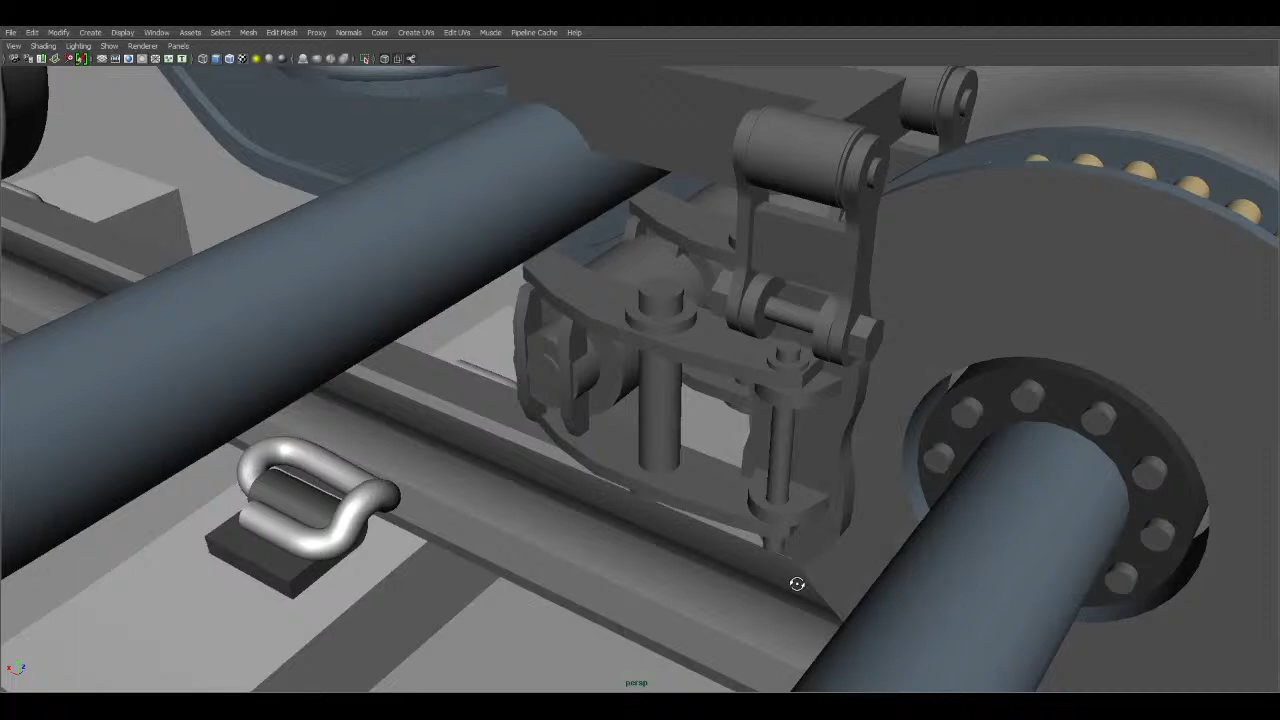 File Edit Modify Create Display Window Assets Select Mesh Edit Mesh Proxy Normals Color Create UVs Edit UVs Muscle Pipeline Cache Help
View Shading Lighting Show Renderer Panels
persp